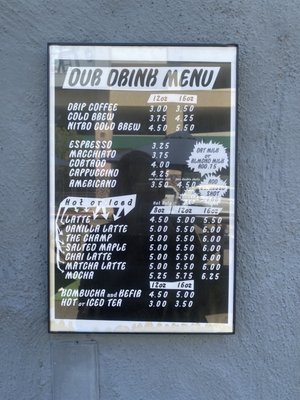 OUR DRINK MENU
12oz 16oz
DRIP COFFEE 3.00 3.50
COLD BREW 3.75 4.25
NITRO COLD BREW 4.50 5.50
ESPRESSO 3.25
MACCHIATO 3.75
CORTADO 4.00
CAPPUCCINO 4.25
AMERICANO 3.50 4.50
OAT MILK
or
ALMOND MILK
ADD .75
ADD
SHOT
Hot or Iced
8oz 12oz 16oz
LATTE 4.50 5.00 5.50
VANILLA LATTE 5.00 5.50 6.00
THE CHAMP 5.00 5.50 6.00
SALTED MAPLE 5.00 5.50 6.00
CHAI LATTE 5.00 5.50 6.00
MATCHA LATTE 5.00 5.50 6.00
MOCHA 5.25 5.75 6.25
12oz 16oz
KOMBUCHA and KEFIR 4.50 5.00
HOT or ICED TEA 3.00 3.50